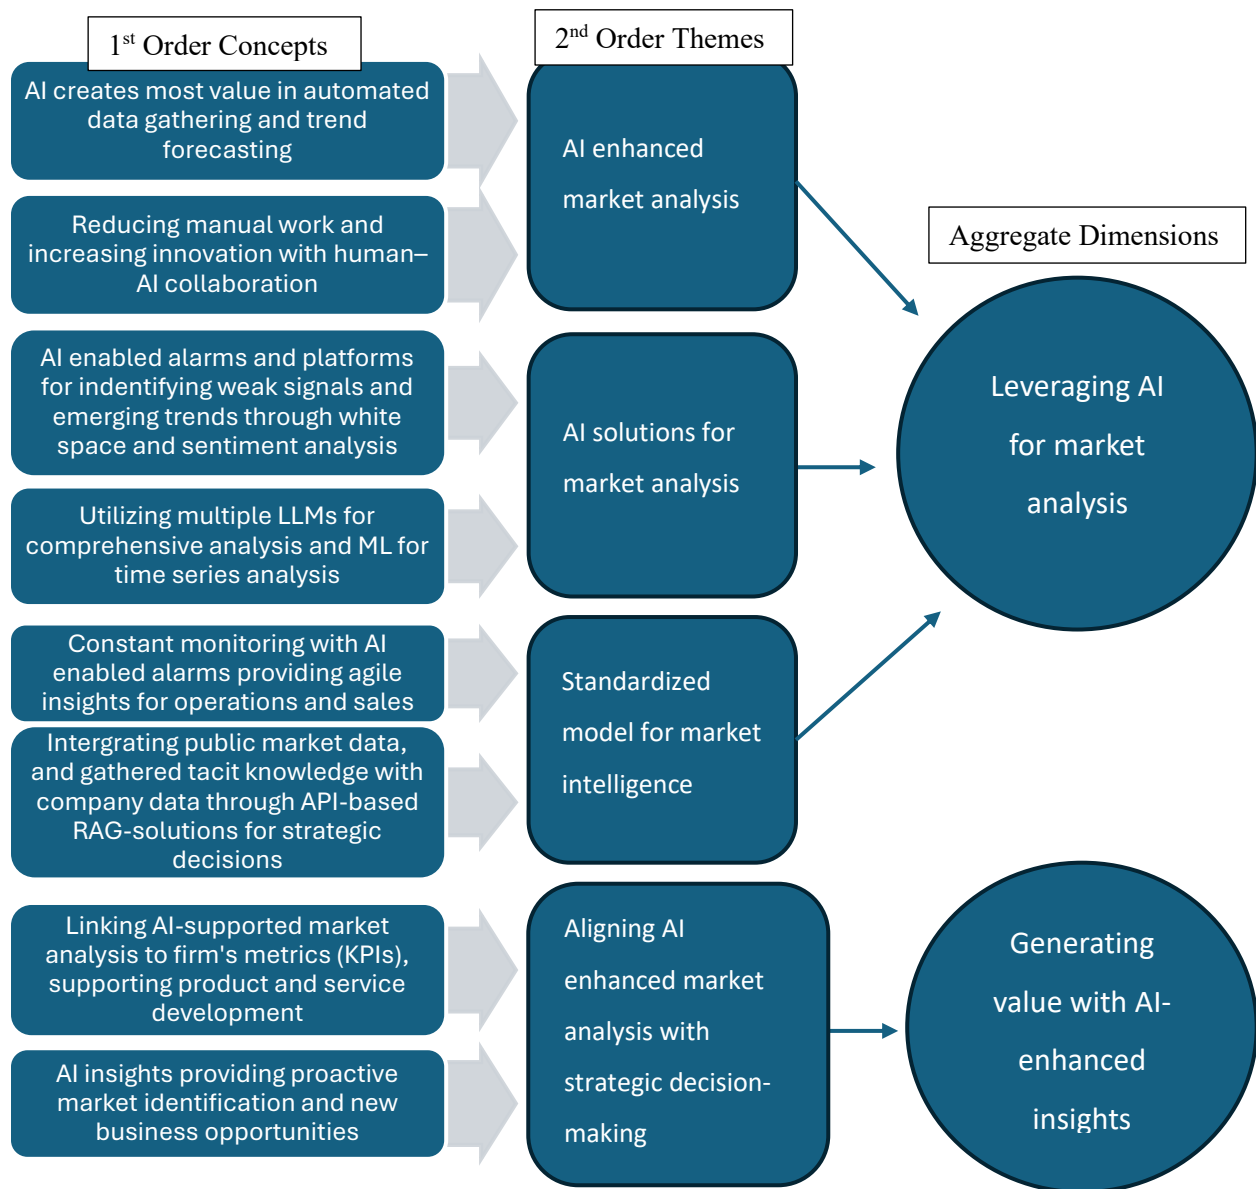 1st Order Concepts
AI creates most value in automated
data gathering and trend
forecasting
Reducing manual work and
increasing innovation with human–
AI collaboration
AI enabled alarms and platforms
for indentifying weak signals and
emerging trends through white
space and sentiment analysis
Utilizing multiple LLMs for
comprehensive analysis and ML for
time series analysis
Constant monitoring with AI
enabled alarms providing agile
insights for operations and sales
Intergrating public market data,
and gathered tacit knowledge with
company data through API-based
RAG-solutions for strategic
decisions
Linking AI-supported market
analysis to firm's metrics (KPIs),
supporting product and service
development
AI insights providing proactive
market identification and new
business opportunities
2nd Order Themes
AI enhanced
market analysis
AI solutions for
market analysis
Standardized
model for market
intelligence
Aligning AI
enhanced market
analysis with
strategic decision-
making
Aggregate Dimensions
Leveraging AI
for market
analysis
Generating
value with AI-
enhanced
insights